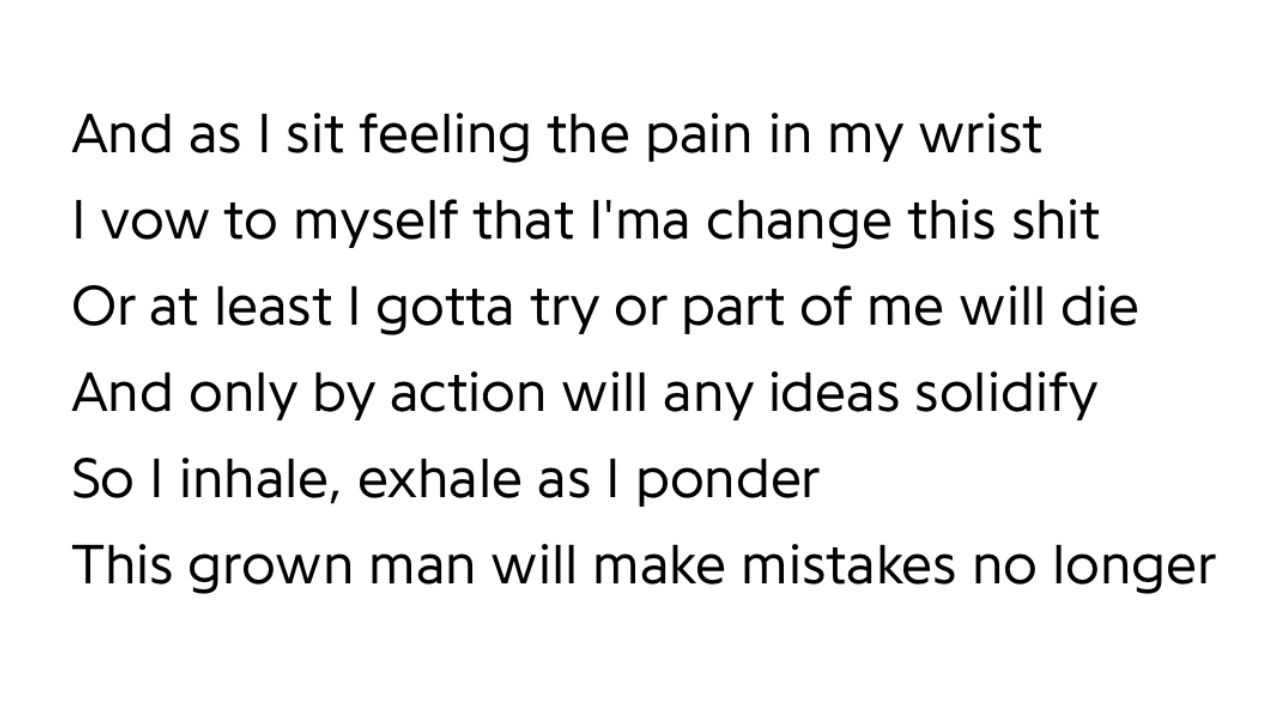 And as I sit feeling the pain in my wrist
I vow to myself that I'ma change this shit
Or at least I gotta try or part of me will die
And only by action will any ideas solidify
So I inhale, exhale as I ponder
This grown man will make mistakes no longer